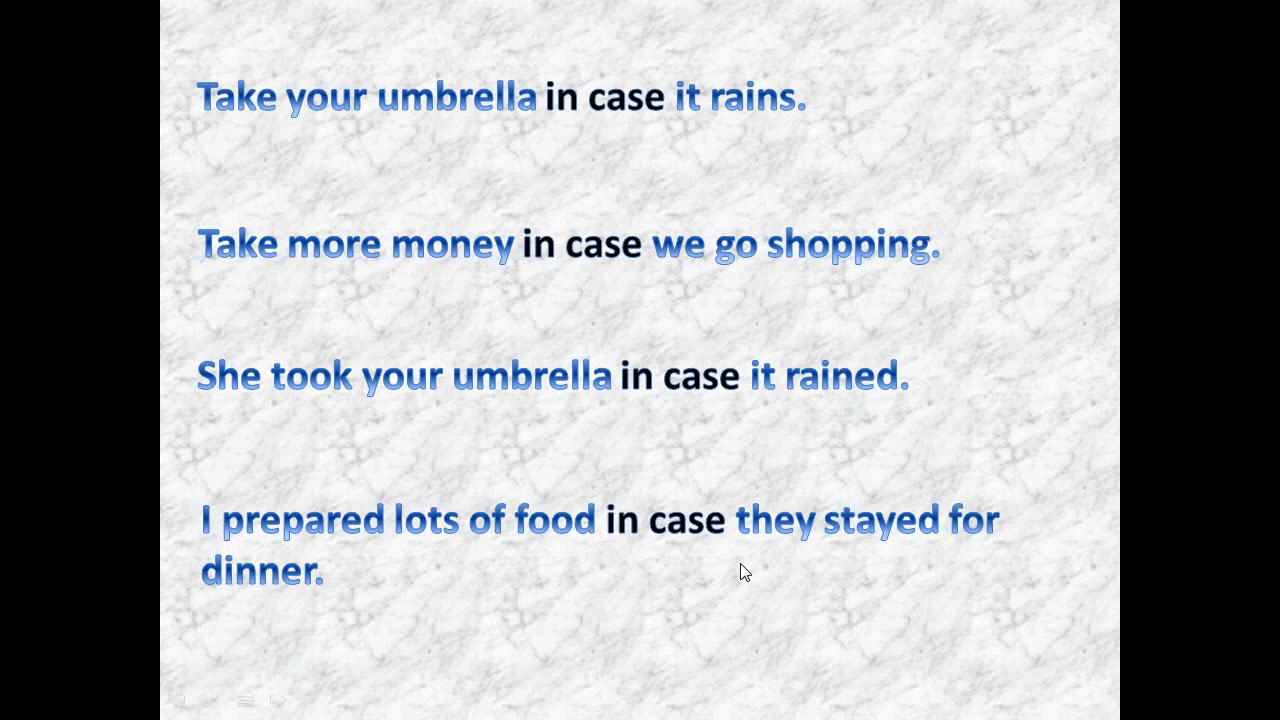 Take your umbrella in case it rains.
Take more money in case we go shopping.
She took your umbrella in case it rained.
I prepared lots of food in case they stayed for
dinner.